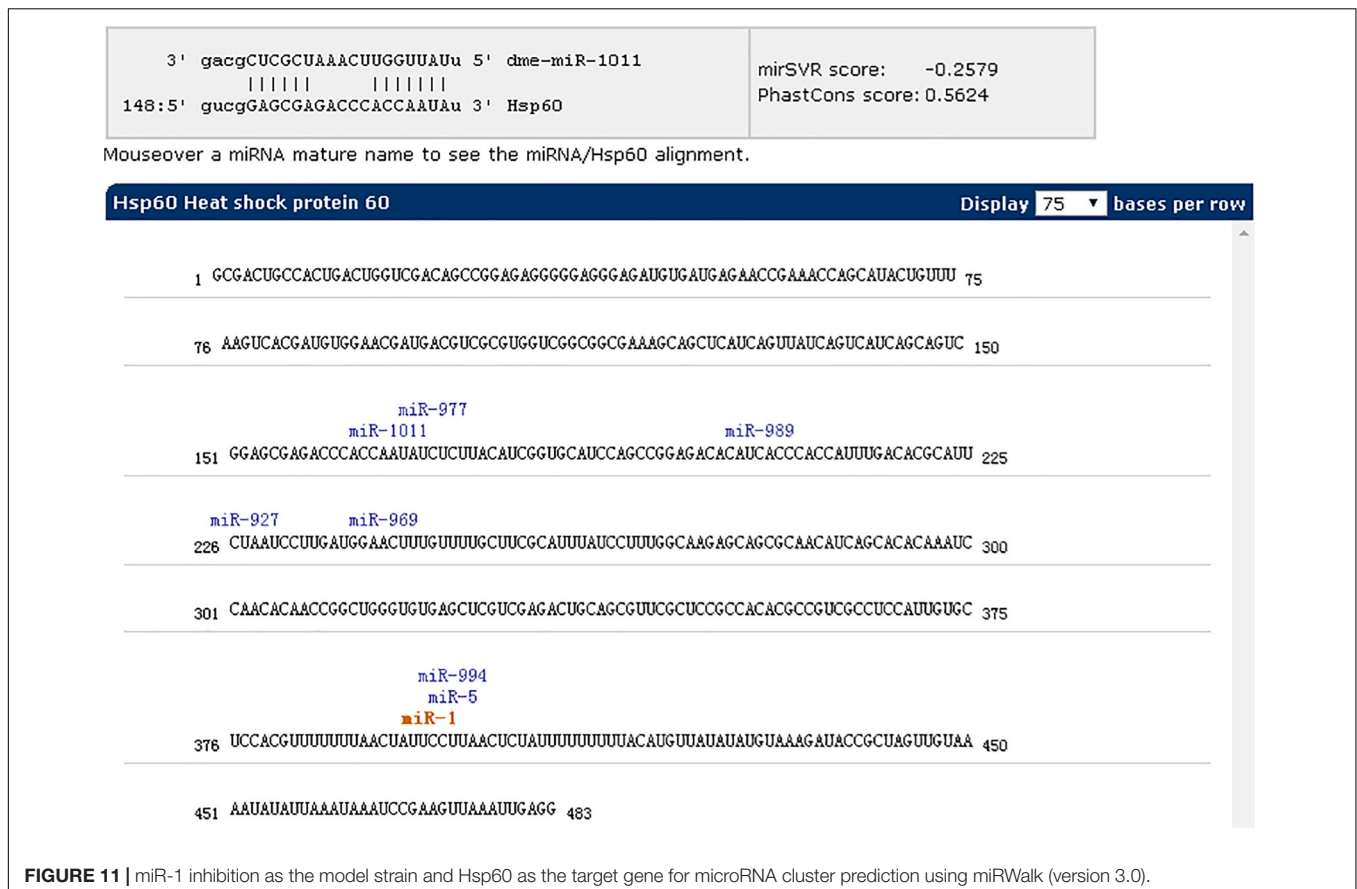 3' gacgCUCGCUAAACUUGGUUAUu 5' dme-miR-1011
|||||| |||||||
148:5' gucgGAGCGAGACCCACCAAUAu 3' Hsp60
mirSVR score: -0.2579
PhastCons score: 0.5624
Mouseover a miRNA mature name to see the miRNA/Hsp60 alignment.
Hsp60 Heat shock protein 60 Display 75 ▼ bases per row
1 GCGACUGCCACUGACUGGUCGACAGCCGGAGAGGGGGAGGGAGAUGUGAUGAGAACCGAAACCAGCAUACUGUUU 75
76 AAGUCACGAUGUGGAACGAUGACGUCGCGUGGUCGGCGGCGAAAGCAGCUCAUCAGUUAUCAGUCAUCAGCAGUC 150
miR-977
miR-1011 miR-989
151 GGAGCGAGACCCACCAAUAUCUCUUACAUCGGUGCAUCCAGCCGGAGACACAUCACCCACCAUUUGACACGCAUU 225
miR-927 miR-969
226 CUAAUCCUUGAUGGAACUUUGUUUUGCUUCGCAUUUAUCCUUUGGCAAGAGCAGCGCAACAUCAGCACACAAAUC 300
301 CAACACAACCGGCUGGGUGUGAGCUCGUCGAGACUGCAGCGUUCGCUCCGCCACACGCCGUCGCCUCCAUUGUGC 375
miR-994
miR-5
miR-1
376 UCCACGUUUUUUUAACUAUUCCUUAACUCUAUUUUUUUUUACAUGUUAUAUAUGUAAAGAUACCGCUAGUUGUAA 450
451 AAUAUAUUAAAUAAAUCCGAAGUUAAAUUGAGG 483
FIGURE 11 | miR-1 inhibition as the model strain and Hsp60 as the target gene for microRNA cluster prediction using miRWalk (version 3.0).